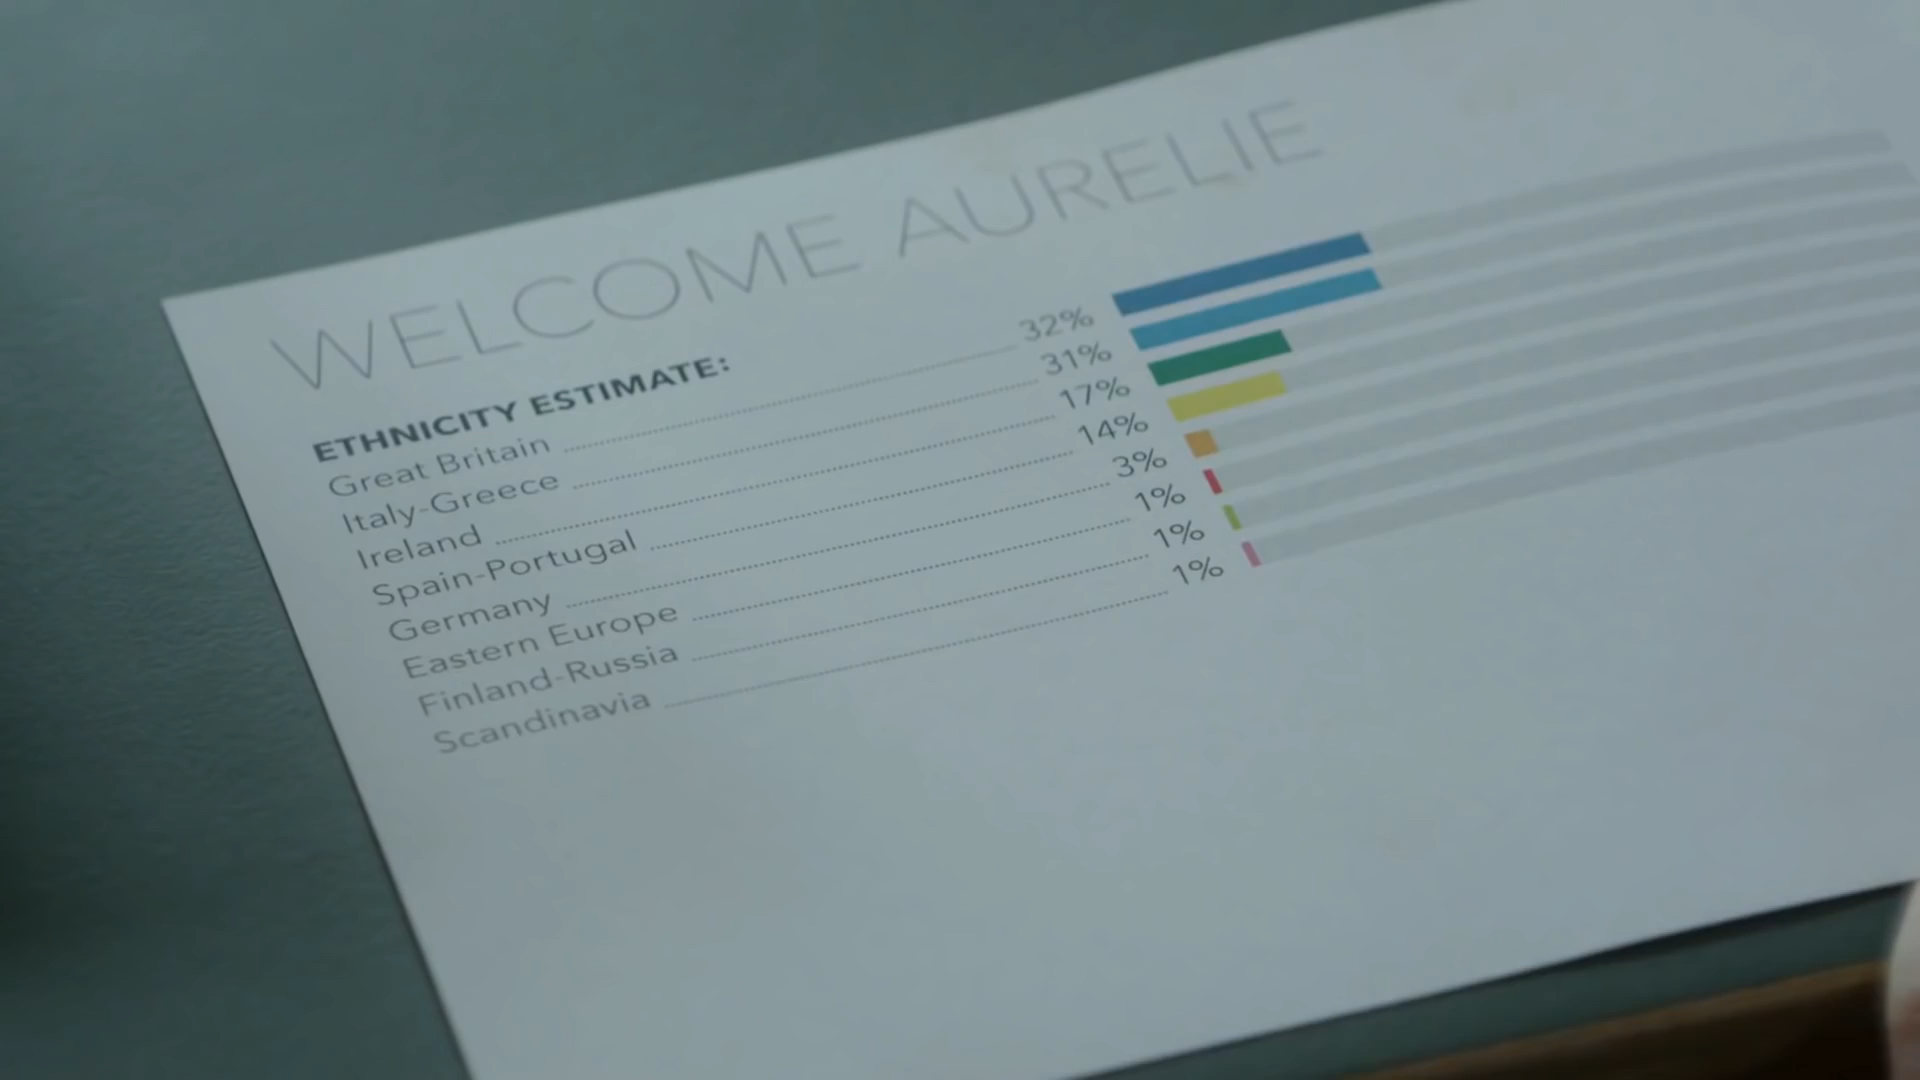 WELCOME AURELIE
ETHNICITY ESTIMATE:
Great Britain 32%
Italy-Greece 31%
Ireland 17%
Spain-Portugal 14%
Germany 3%
Eastern Europe 1%
Finland-Russia 1%
Scandinavia 1%